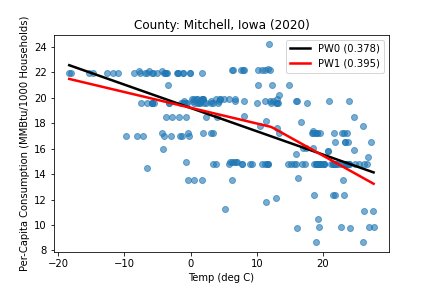 County: Mitchell, Iowa (2020)
PW0 (0.378)
PW1 (0.395)
Per-Capita Consumption (MMBtu/1000 Households)
24
22
20
18
16
14
12
10
8
−20
−10
0
10
20
Temp (deg C)